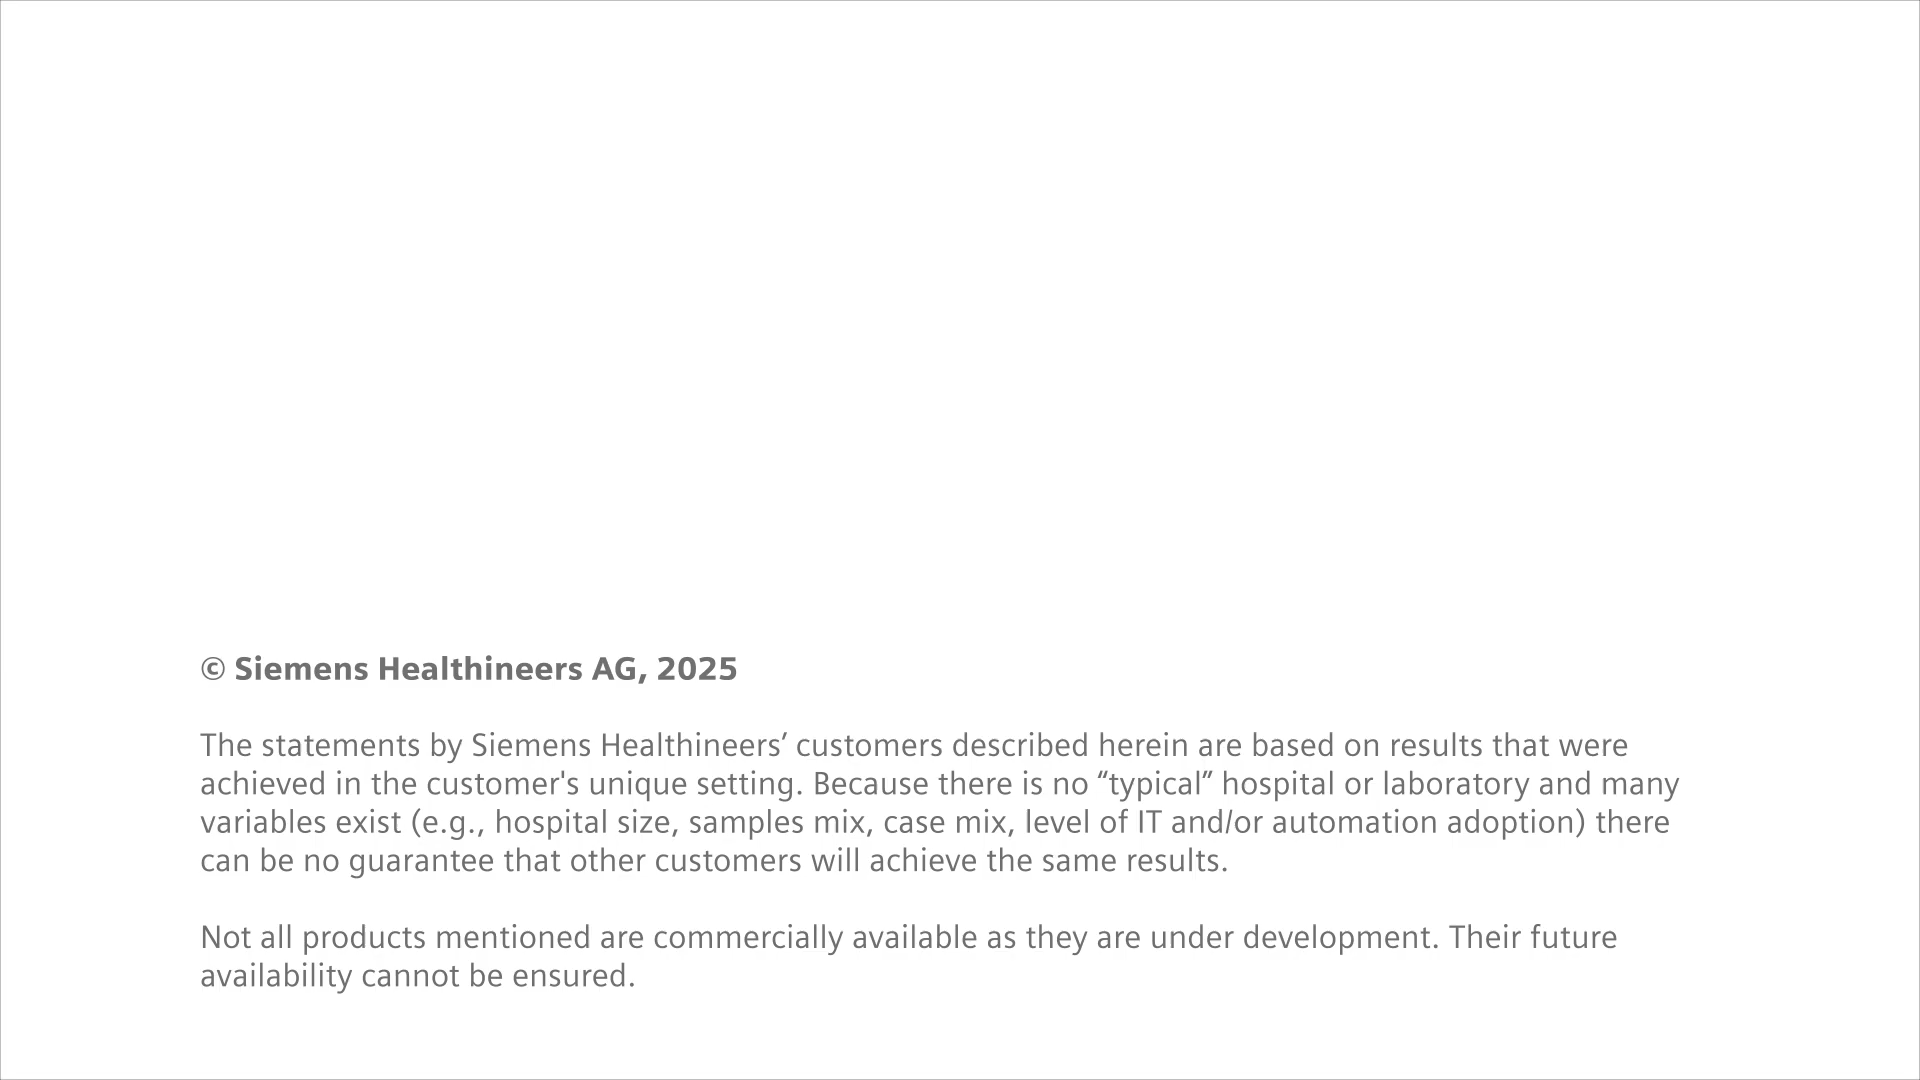 © Siemens Healthineers AG, 2025
The statements by Siemens Healthineers’ customers described herein are based on results that were
achieved in the customer's unique setting. Because there is no “typical” hospital or laboratory and many
variables exist (e.g., hospital size, samples mix, case mix, level of IT and/or automation adoption) there
can be no guarantee that other customers will achieve the same results.
Not all products mentioned are commercially available as they are under development. Their future
availability cannot be ensured.